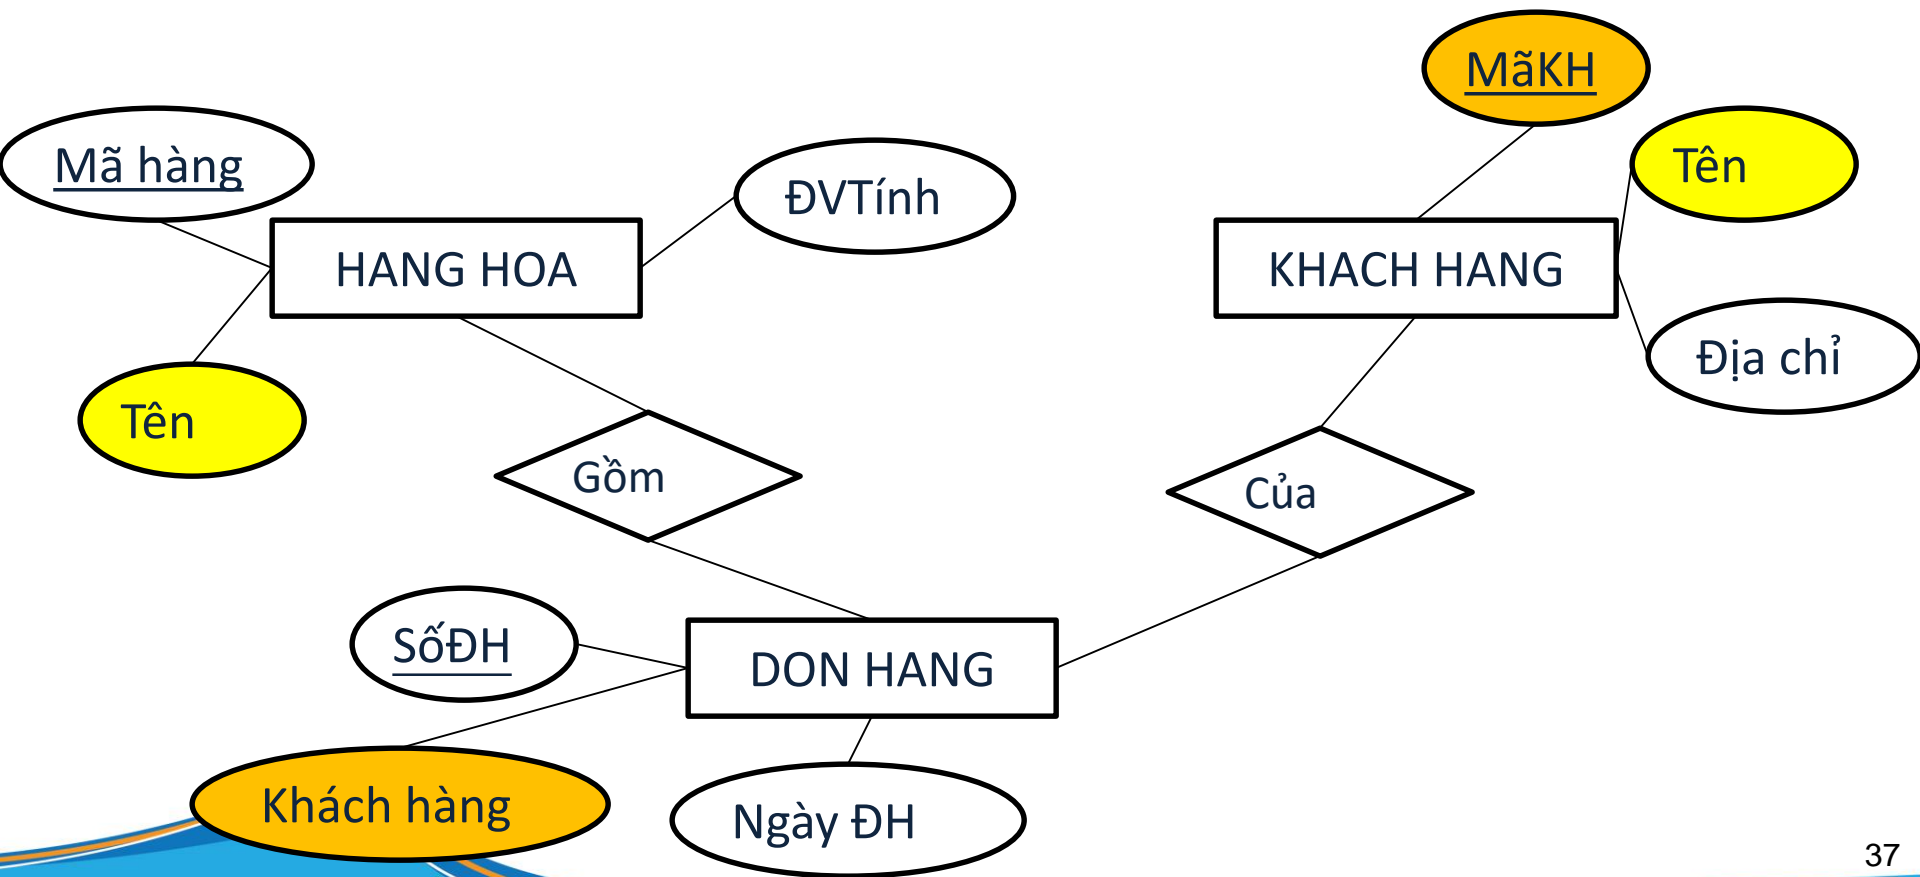 MãKH
Mã hàng
ĐVTính
Tên
HANG HOA
KHACH HANG
Địa chỉ
Tên
Gồm
Của
SốĐH
DON HANG
Khách hàng
Ngày ĐH
37